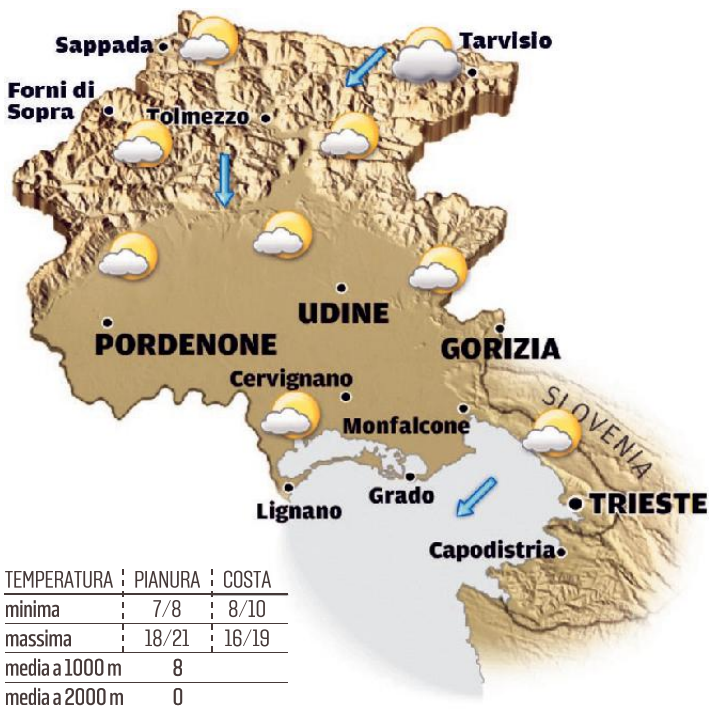 Sappada
Tarvisio
Forni di
Sopra
Tolmezzo
UDINE
PORDENONE
GORIZIA
Cervignano
SLOVENIA
Monfalcone
Lignano
Grado
TRIESTE
Capodistria
TEMPERATURA PIANURA COSTA
minima 7/8 8/10
massima 18/21 16/19
media a 1000 m 8
media a 2000 m 0